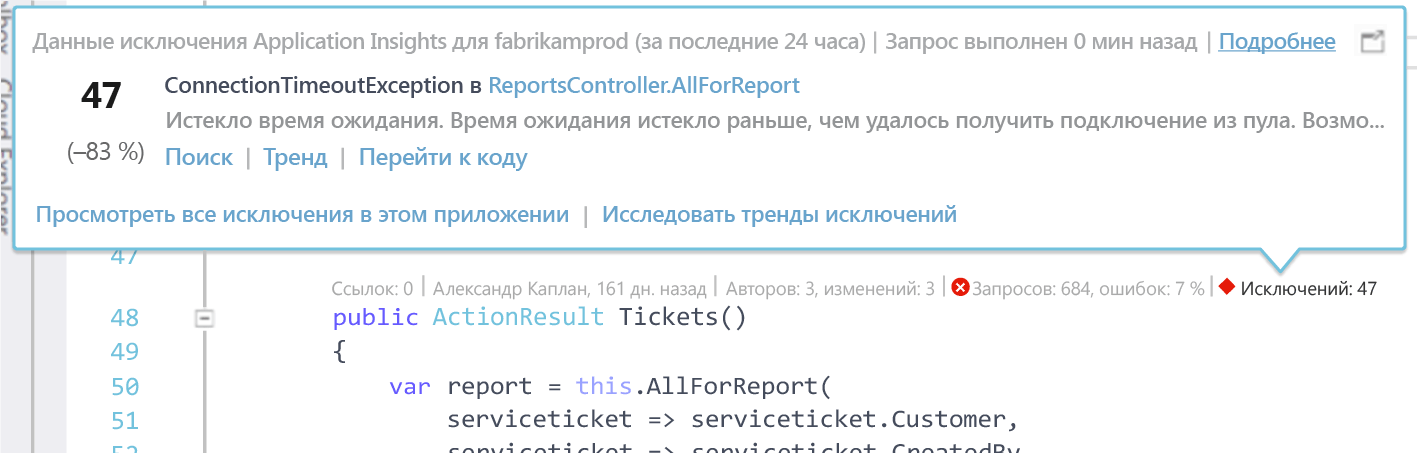 Данные исключения Application Insights для fabrikamprod (за последние 24 часа) | Запрос выполнен 0 мин назад | Подробнее
47 ConnectionTimeoutException в ReportsController.AllForReport
Истекло время ожидания. Время ожидания истекло раньше, чем удалось получить подключение из пула. Возмо...
(–83 %) Поиск | Тренд | Перейти к коду
Просмотреть все исключения в этом приложении | Исследовать тренды исключений
Cloud Explorer
47
Ссылок: 0 | Александр Каплан, 161 дн. назад | Авторов: 3, изменений: 3 | Запросов: 684, ошибок: 7 % | Исключений: 47
48 public ActionResult Tickets()
49 {
50 var report = this.AllForReport(
51 serviceticket => serviceticket.Customer,
52 serviceticket => serviceticket.CreatedBy